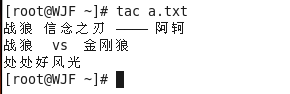 [root@WJF ~]# tac a.txt
战狼 信念之刃 —— 阿轲
战狼  vs  金刚狼
处处好风光
[root@WJF ~]#